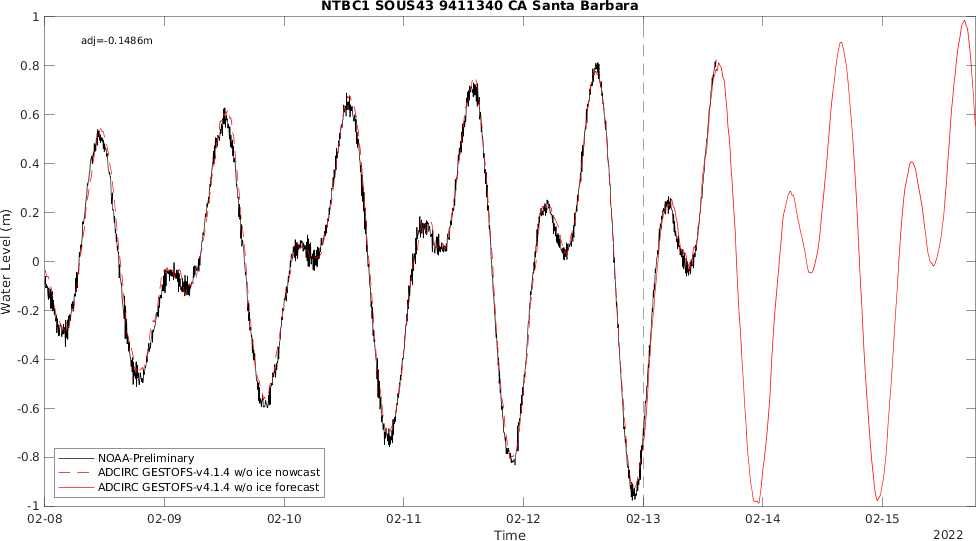 NTBC1 SOUS43 9411340 CA Santa Barbara
adj=-0.1486m
1
0.8
0.6
0.4
0.2
0
-0.2
-0.4
-0.6
-0.8
-1
Water Level (m)
NOAA-Preliminary
ADCIRC GESTOFS-v4.1.4 w/o ice nowcast
ADCIRC GESTOFS-v4.1.4 w/o ice forecast
02-08 02-09 02-10 02-11 02-12 02-13 02-14 02-15
Time
2022